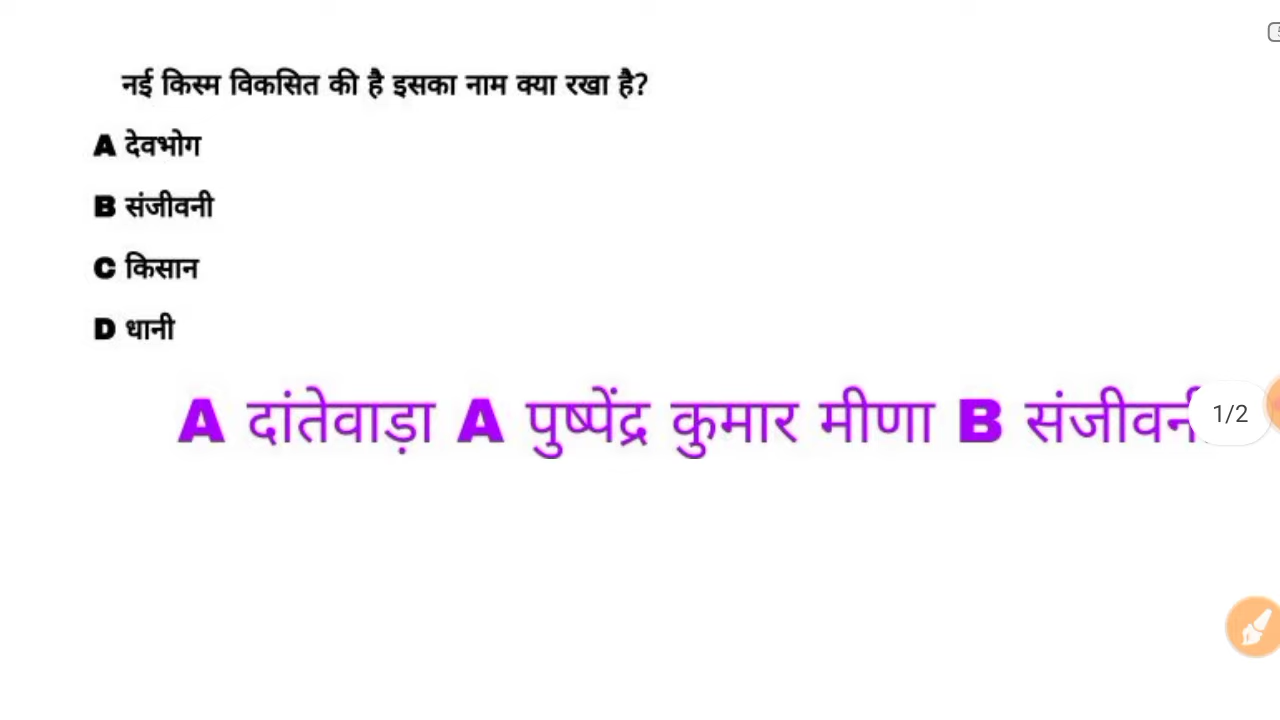 नई किस्म विकसित की है इसका नाम क्या रखा है?
A देवभोग
B संजीवनी
C किसान
D धानी
A दांतेवाड़ा A पुष्पेंद्र कुमार मीणा B संजीवनी
1/2